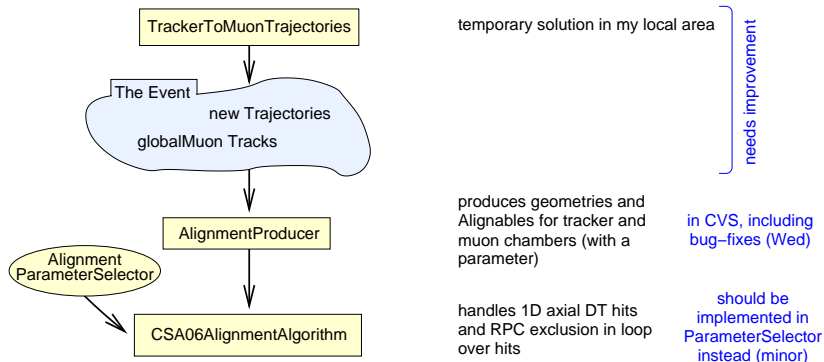 TrackerToMuonTrajectories
temporary solution in my local area
needs improvement
The Event
new Trajectories
globalMuon Tracks
AlignmentProducer
produces geometries and
Alignables for tracker and
muon chambers (with a
parameter)
in CVS, including
bug−fixes (Wed)
Alignment
ParameterSelector
CSA06AlignmentAlgorithm
handles 1D axial DT hits
and RPC exclusion in loop
over hits
should be
implemented in
ParameterSelector
instead (minor)